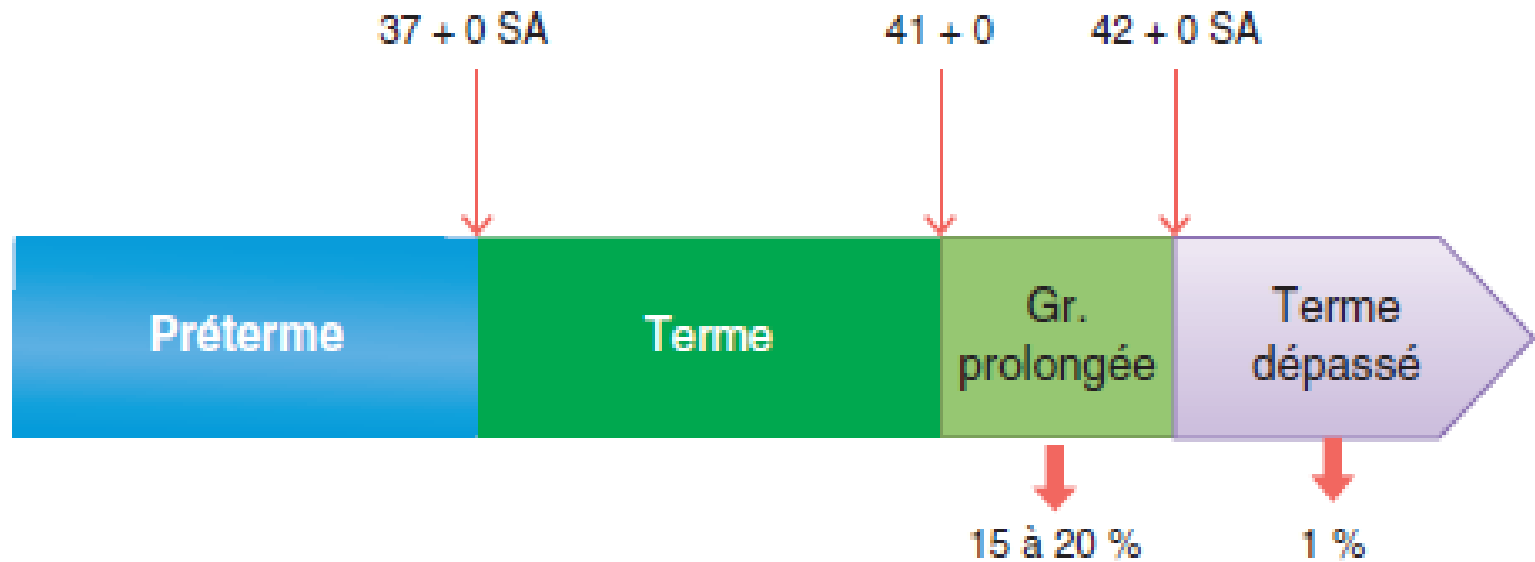 37 + 0 SA
41 + 0
42 + 0 SA
Préterme
Terme
Gr.
prolongée
Terme
dépassé
15 à 20 %
1 %